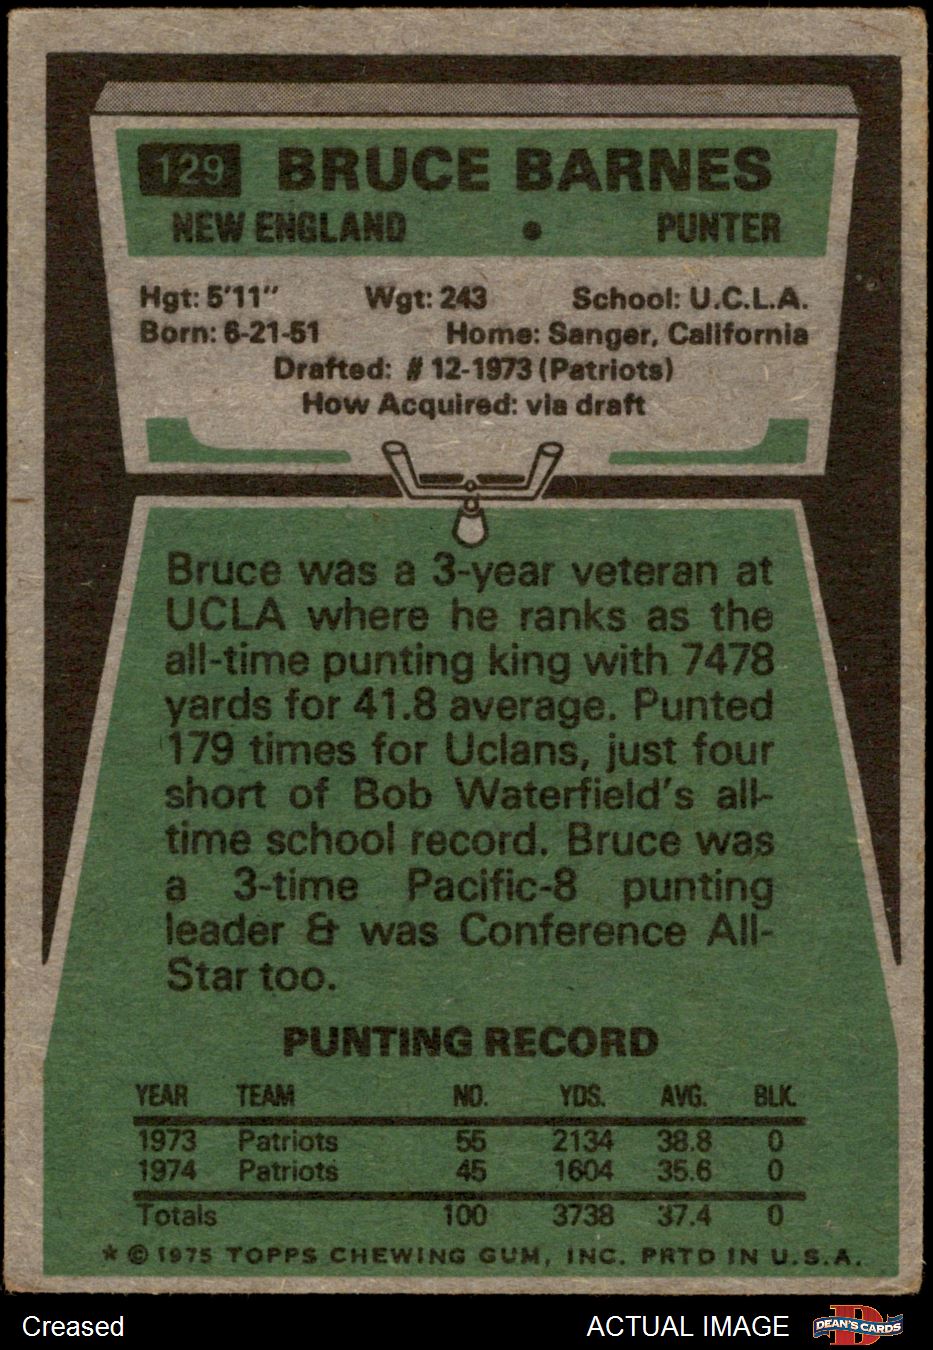 129 BRUCE BARNES
NEW ENGLAND • PUNTER
Hgt: 5'11" Wgt: 243 School: U.C.L.A.
Born: 6-21-51 Home: Sanger, California
Drafted: # 12-1973 (Patriots)
How Acquired: via draft
Bruce was a 3-year veteran at
UCLA where he ranks as the
all-time punting king with 7478
yards for 41.8 average. Punted
179 times for Uclans, just four
short of Bob Waterfield's all-
time school record. Bruce was
a 3-time Pacific-8 punting
leader & was Conference All-
Star too.
PUNTING RECORD
YEAR TEAM NO. YDS. AVG. BLK.
1973 Patriots 55 2134 38.8 0
1974 Patriots 45 1604 35.6 0
Totals 100 3738 37.4 0
* © 1975 TOPPS CHEWING GUM, INC. PRTD IN U.S.A.
Creased ACTUAL IMAGE D DEAN'S CARDS